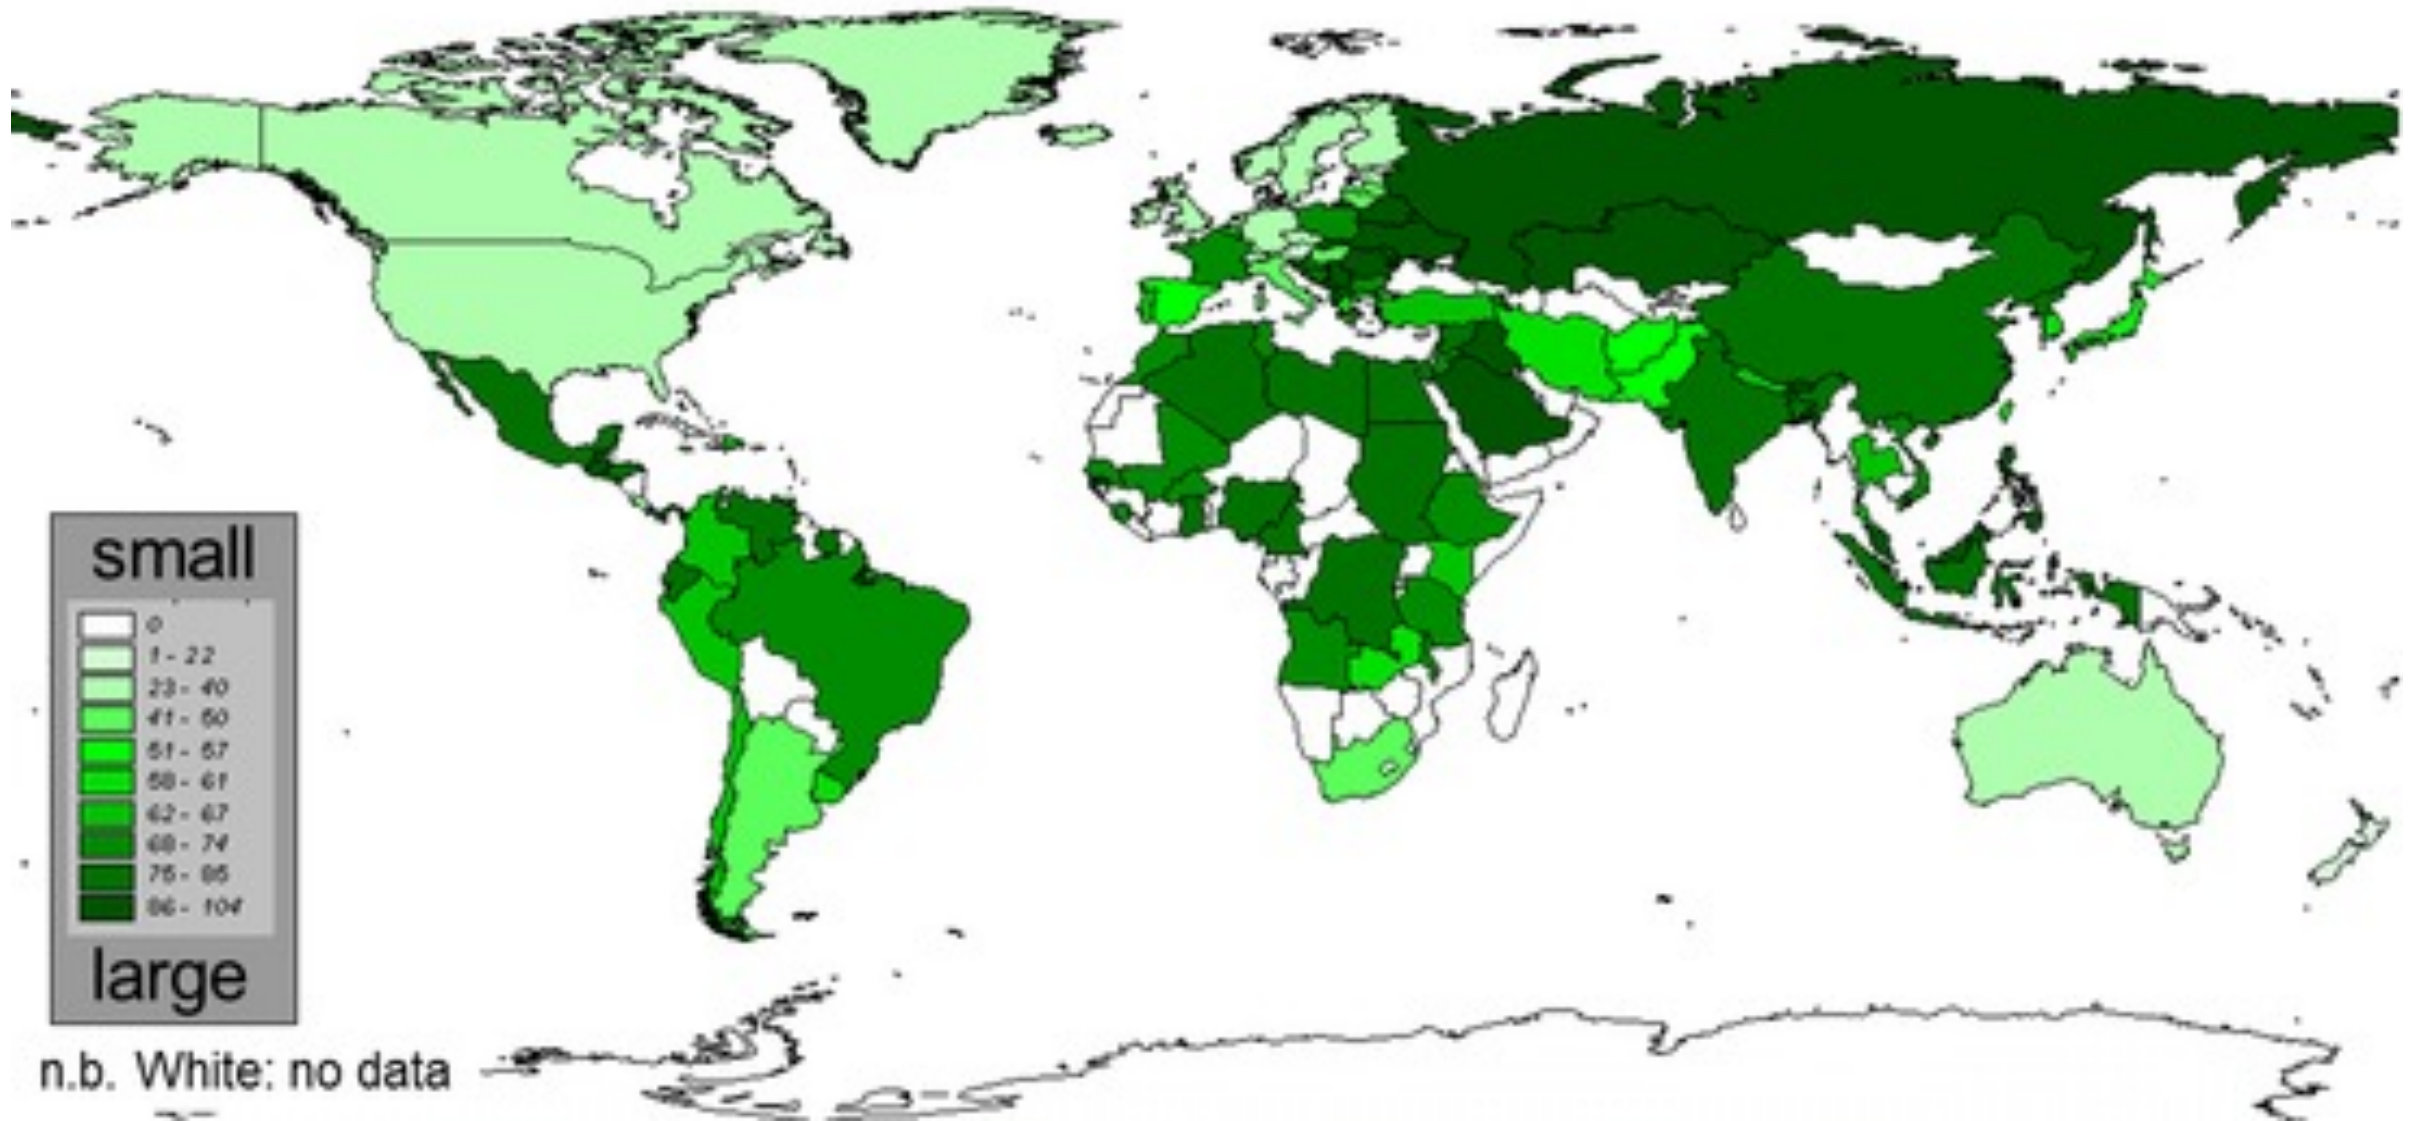 small
0
1 - 22
23 - 40
41 - 50
51 - 57
58 - 61
62 - 67
68 - 74
75 - 85
86 - 104
large
n.b. White: no data